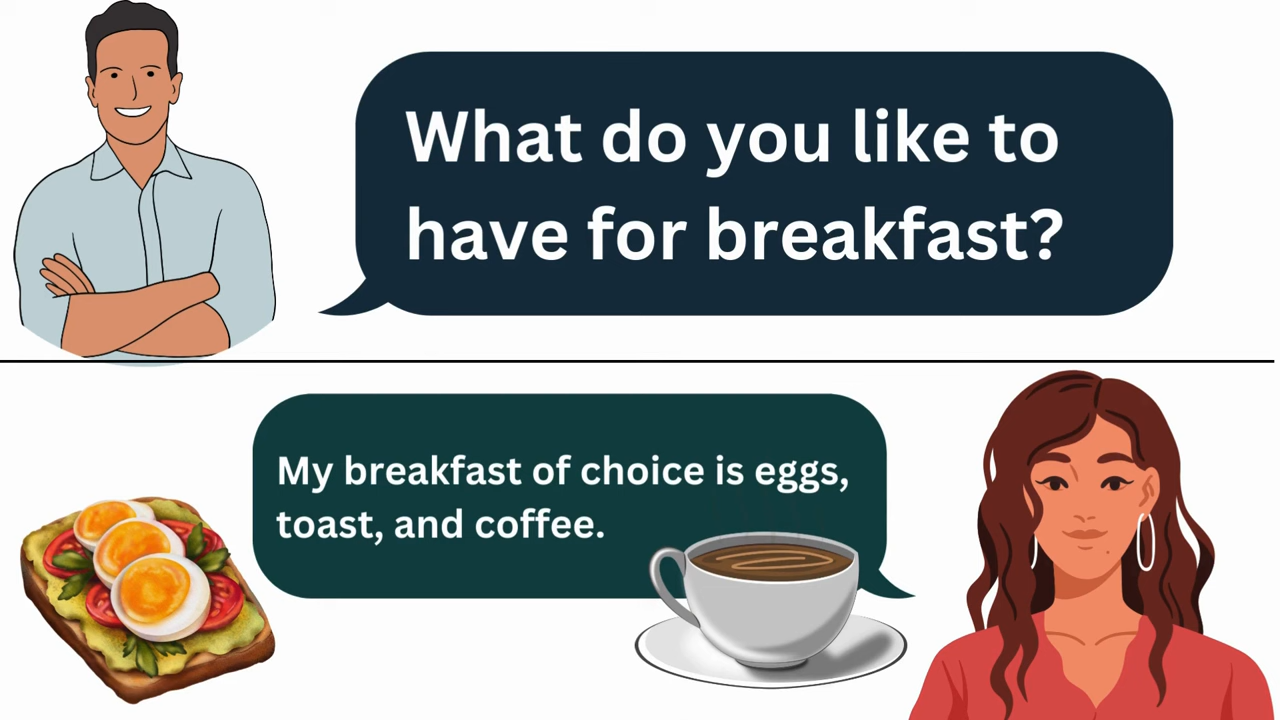 What do you like to
have for breakfast?
My breakfast of choice is eggs,
toast, and coffee.